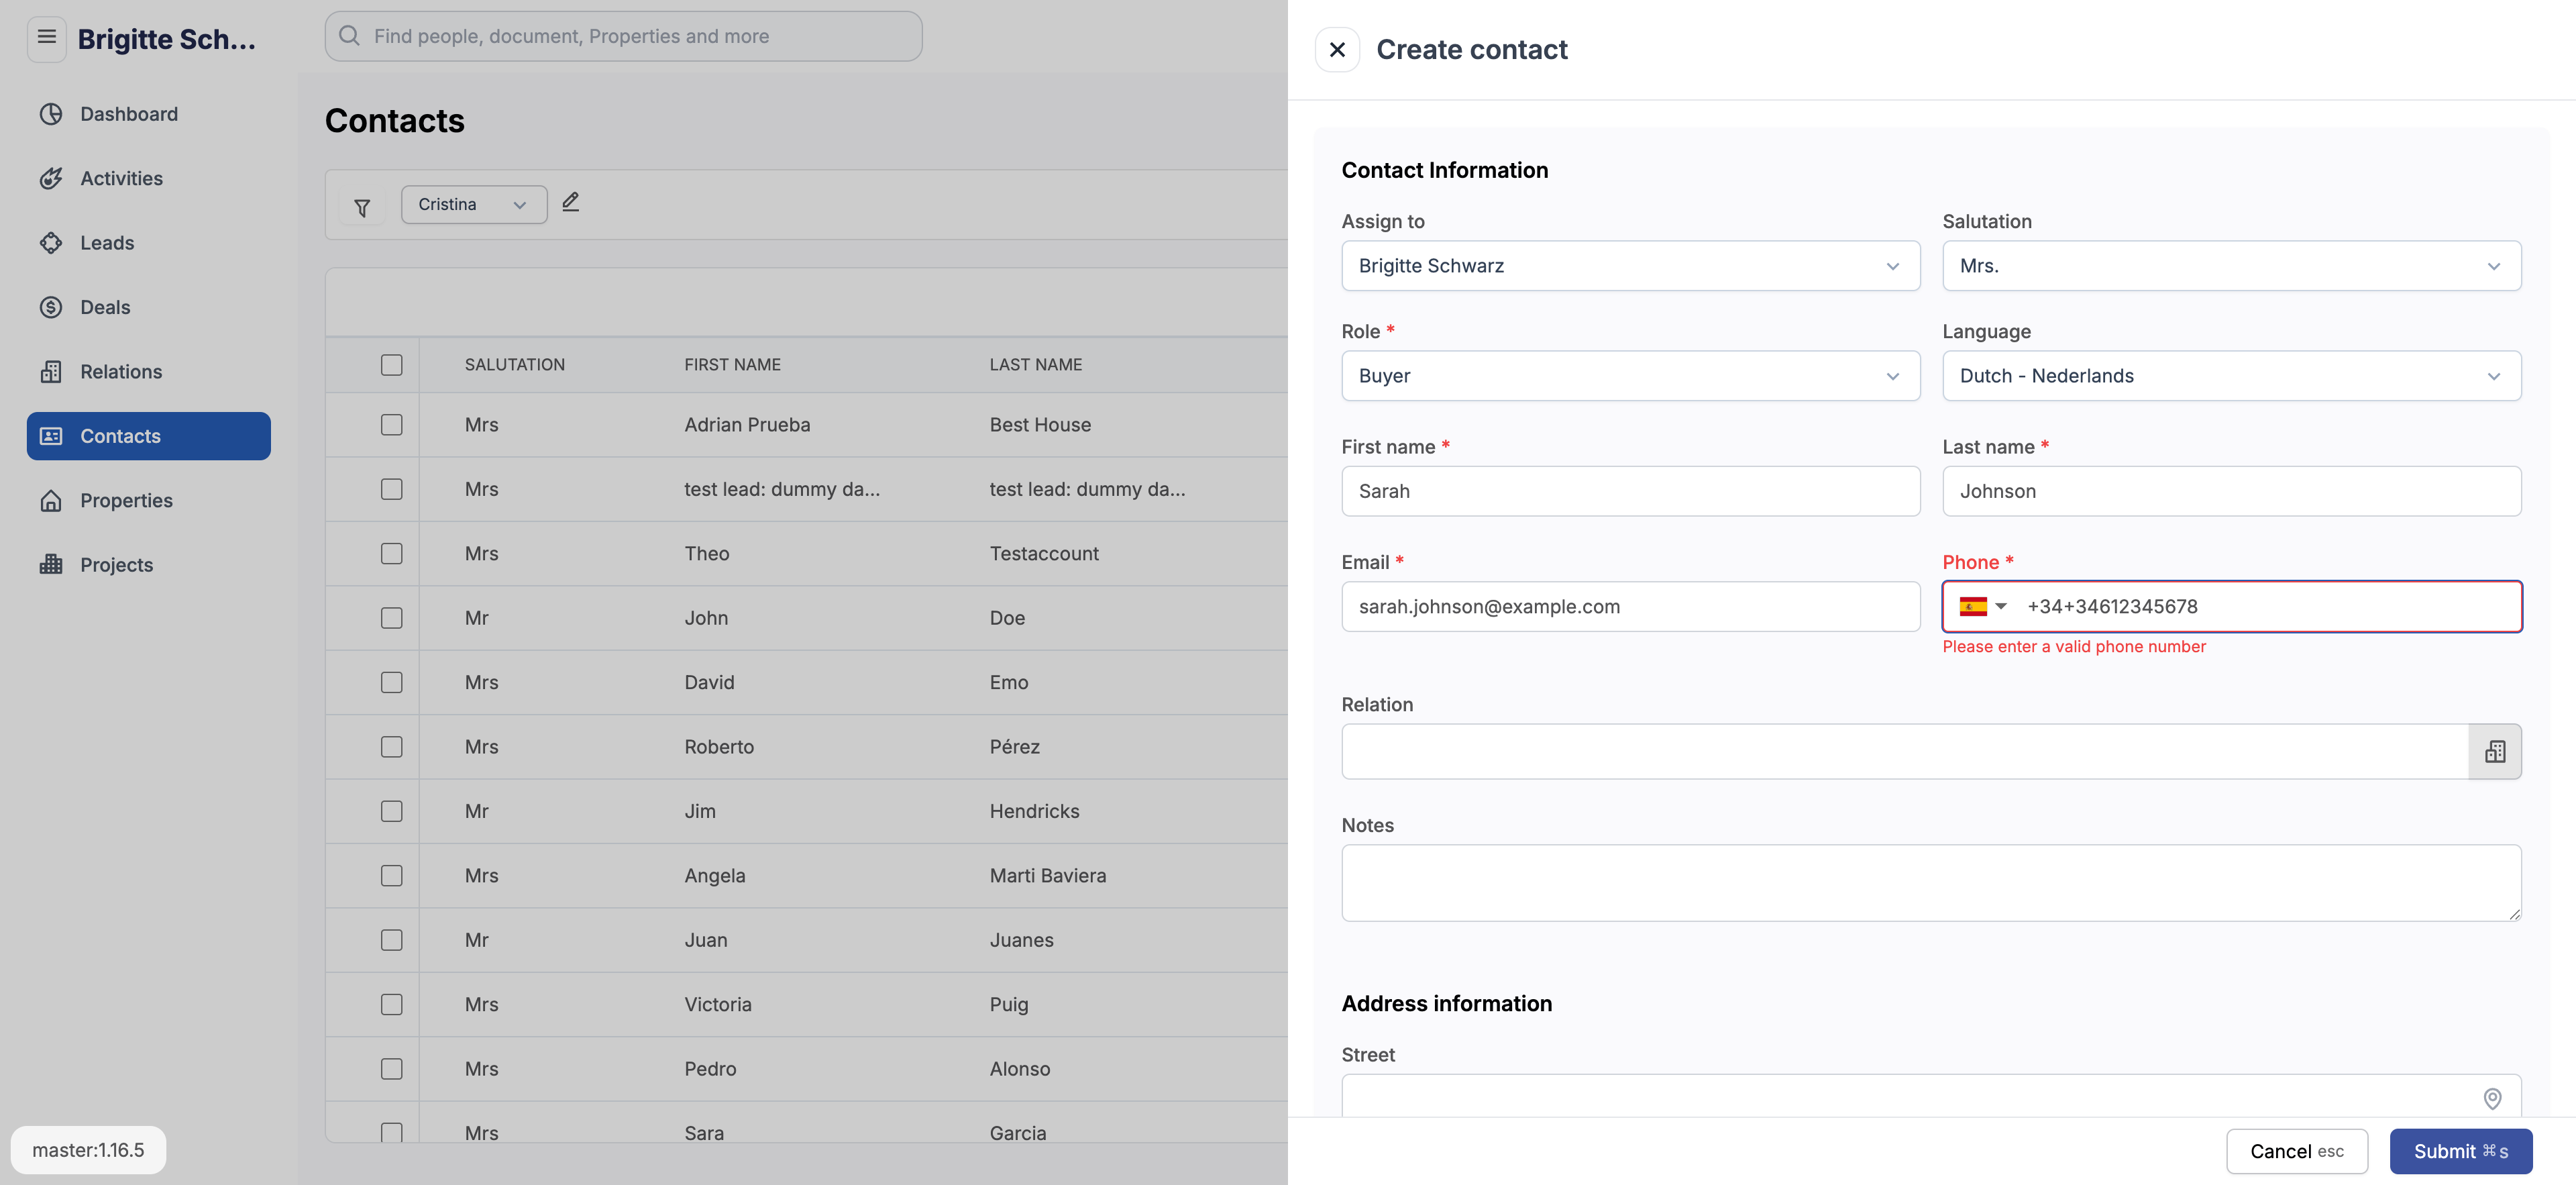 Brigitte Sch...
Find people, document, Properties and more
Dashboard
Activities
Leads
Deals
Relations
Contacts
Properties
Projects
master:1.16.5
Contacts
Cristina
SALUTATION FIRST NAME LAST NAME
Mrs Adrian Prueba Best House
Mrs test lead: dummy da... test lead: dummy da...
Mrs Theo Testaccount
Mr John Doe
Mrs David Emo
Mrs Roberto Pérez
Mr Jim Hendricks
Mrs Angela Marti Baviera
Mr Juan Juanes
Mrs Victoria Puig
Mrs Pedro Alonso
Mrs Sara Garcia
Create contact
Contact Information
Assign to Salutation
Brigitte Schwarz Mrs.
Role * Language
Buyer Dutch - Nederlands
First name * Last name *
Sarah Johnson
Email * Phone *
sarah.johnson@example.com +34+34612345678
Please enter a valid phone number
Relation
Notes
Address information
Street
Cancel esc Submit ⌘ s